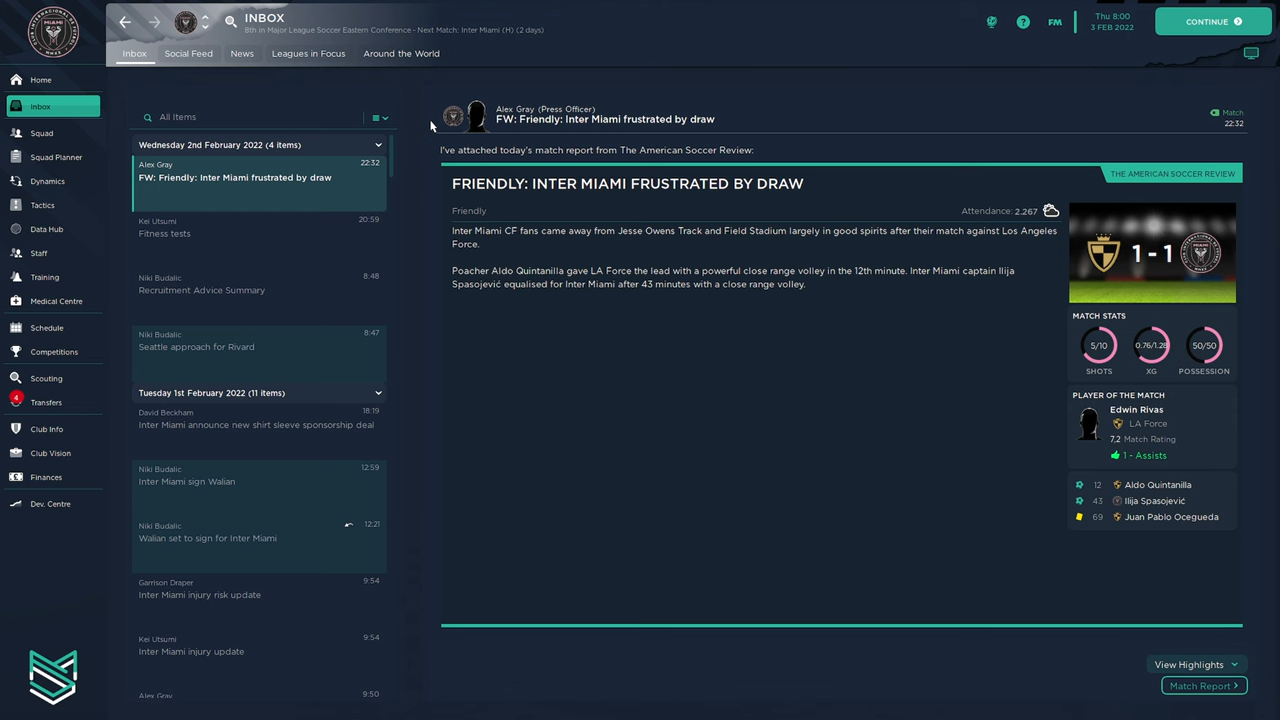 INBOX
8th in Major League Soccer Eastern Conference - Next Match: Inter Miami (H) (2 days)
FM
Thu 8:00
3 FEB 2022
CONTINUE
Inbox
Social Feed
News
Leagues in Focus
Around the World
Home
Inbox
Squad
Squad Planner
Dynamics
Tactics
Data Hub
Staff
Training
Medical Centre
Schedule
Competitions
Scouting
4
Transfers
Club Info
Club Vision
Finances
Dev. Centre
All Items
Wednesday 2nd February 2022 (4 items)
Alex Gray 22:32
FW: Friendly: Inter Miami frustrated by draw
Kei Utsumi 20:59
Fitness tests
Niki Budalic 8:48
Recruitment Advice Summary
Niki Budalic 8:47
Seattle approach for Rivard
Tuesday 1st February 2022 (11 items)
David Beckham 18:19
Inter Miami announce new shirt sleeve sponsorship deal
Niki Budalic 12:59
Inter Miami sign Walian
Niki Budalic 12:21
Walian set to sign for Inter Miami
Garrison Draper 9:54
Inter Miami injury risk update
Kei Utsumi 9:54
Inter Miami injury update
Alex Gray 9:50
Alex Gray (Press Officer)
FW: Friendly: Inter Miami frustrated by draw
Match
22:32
I've attached today's match report from The American Soccer Review:
THE AMERICAN SOCCER REVIEW
FRIENDLY: INTER MIAMI FRUSTRATED BY DRAW
Friendly
Attendance: 2.267
Inter Miami CF fans came away from Jesse Owens Track and Field Stadium largely in good spirits after their match against Los Angeles
Force.
Poacher Aldo Quintanilla gave LA Force the lead with a powerful close range volley in the 12th minute. Inter Miami captain Ilija
Spasojević equalised for Inter Miami after 43 minutes with a close range volley.
1 - 1
MATCH STATS
5/10
0.76/1.28
50/50
SHOTS
XG
POSSESSION
PLAYER OF THE MATCH
Edwin Rivas
LA Force
7.2 Match Rating
1 - Assists
12 Aldo Quintanilla
43 Ilija Spasojević
69 Juan Pablo Ocegueda
View Highlights
Match Report